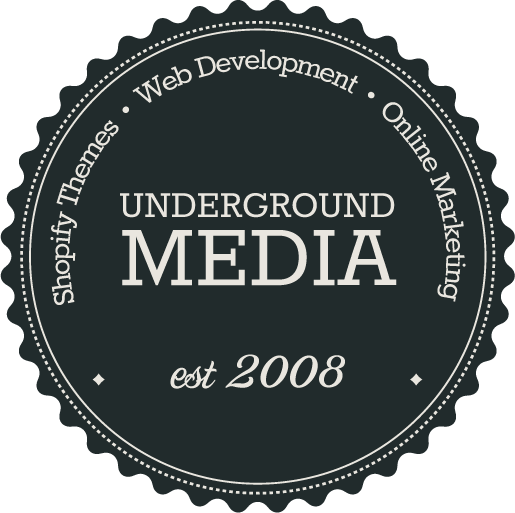 Shopify Themes • Web Development • Online Marketing
UNDERGROUND
MEDIA
est 2008